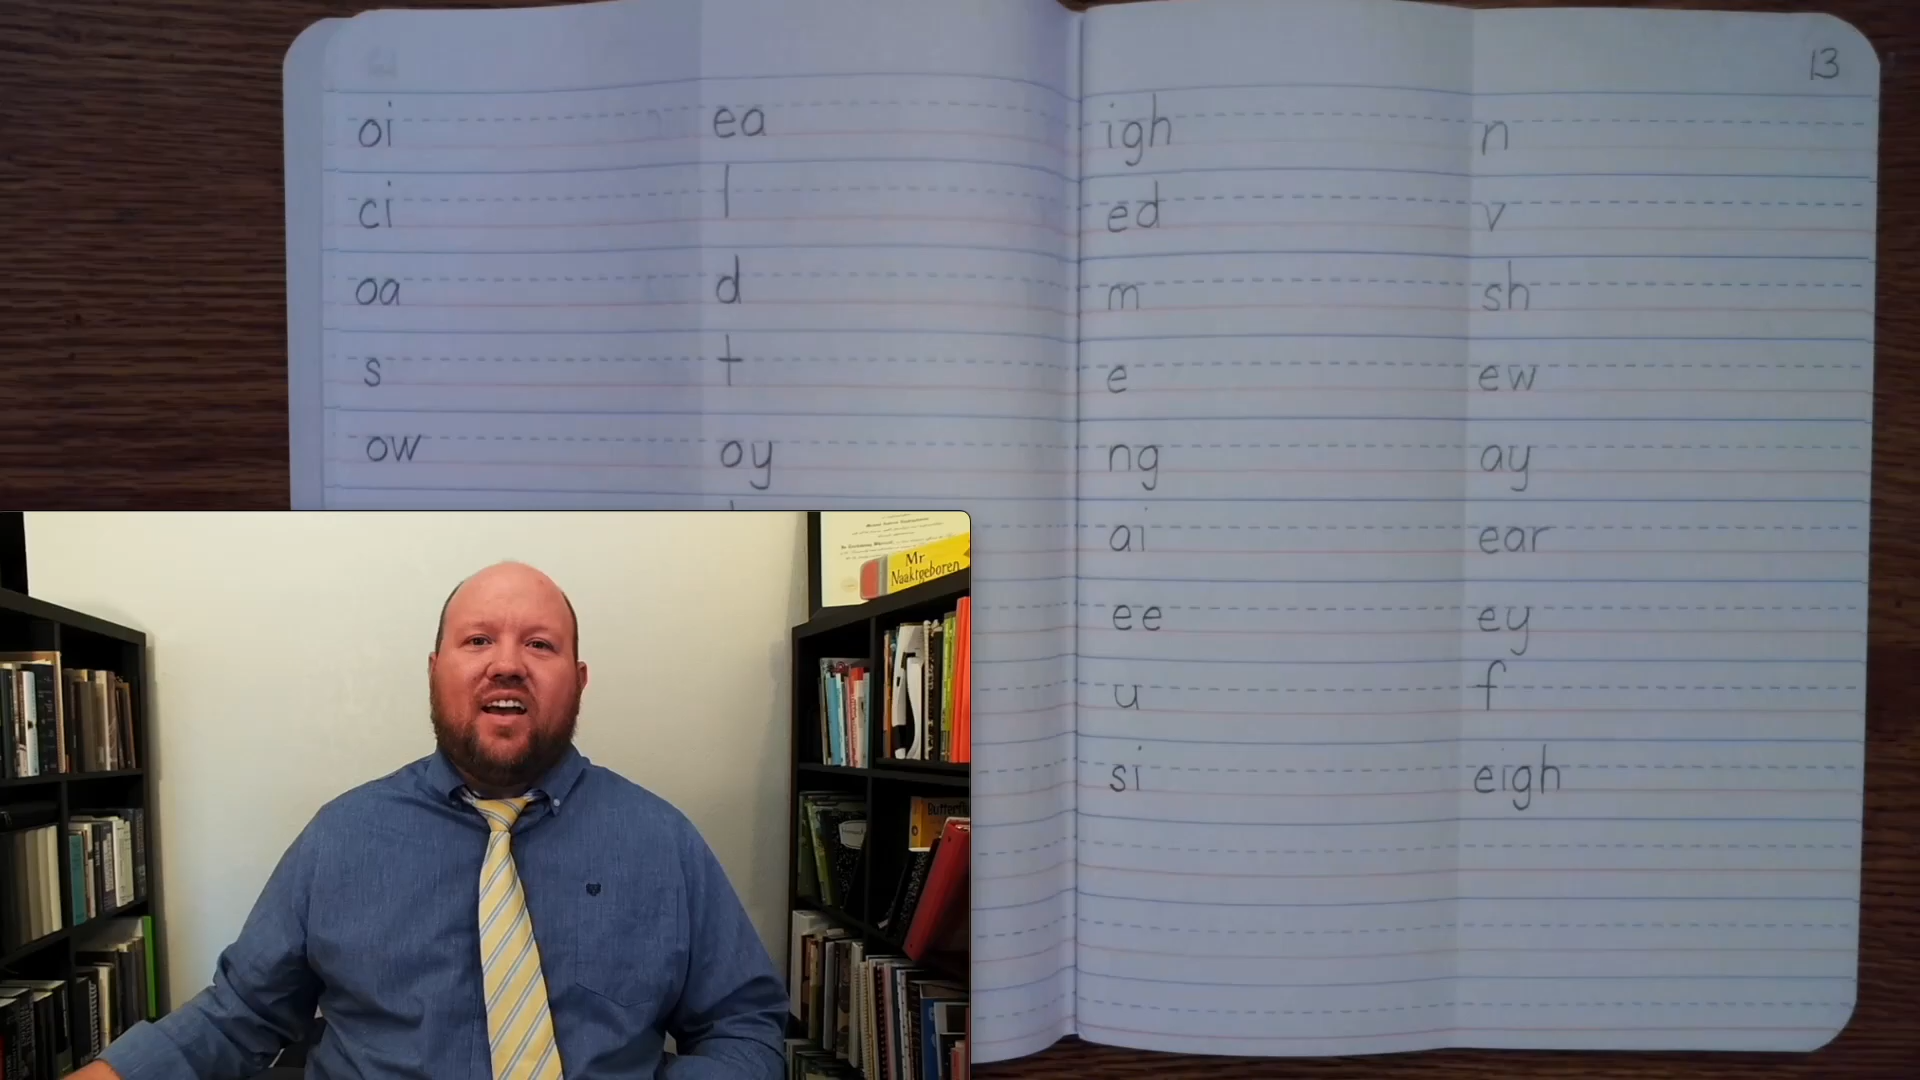 13
oi
ci
oa
s
ow
ea
l
d
t
oy
igh
ed
m
e
ng
ai
ee
u
si
n
v
sh
ew
ay
ear
ey
f
eigh
Mr
Naaktgeboren